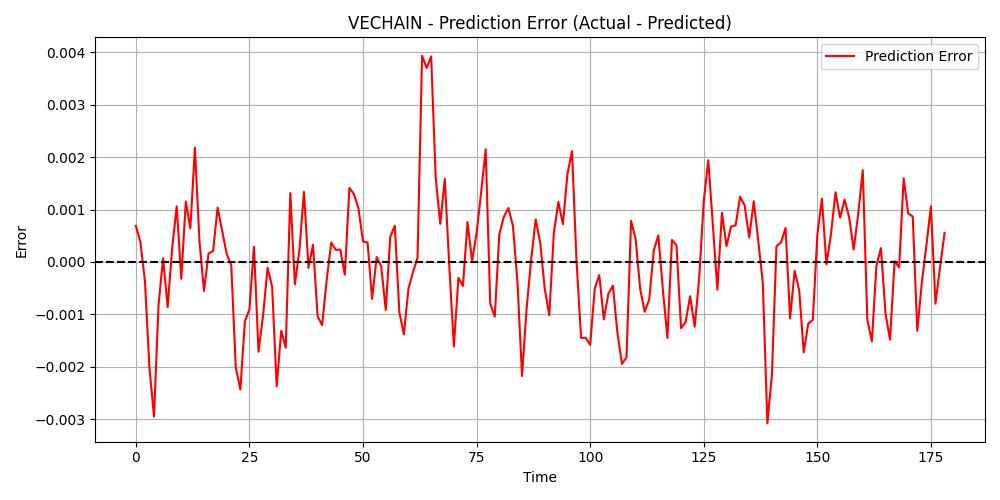 VECHAIN - Prediction Error (Actual - Predicted)
Prediction Error
0.004
0.003
0.002
0.001
0.000
−0.001
−0.002
−0.003
Error
0 25 50 75 100 125 150 175
Time